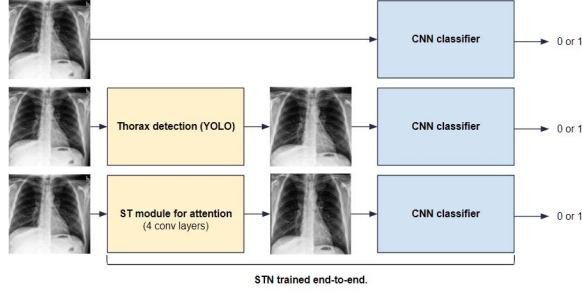 CNN classifier
0 or 1
Thorax detection (YOLO)
CNN classifier
0 or 1
ST module for attention
(4 conv layers)
CNN classifier
0 or 1
STN trained end-to-end.